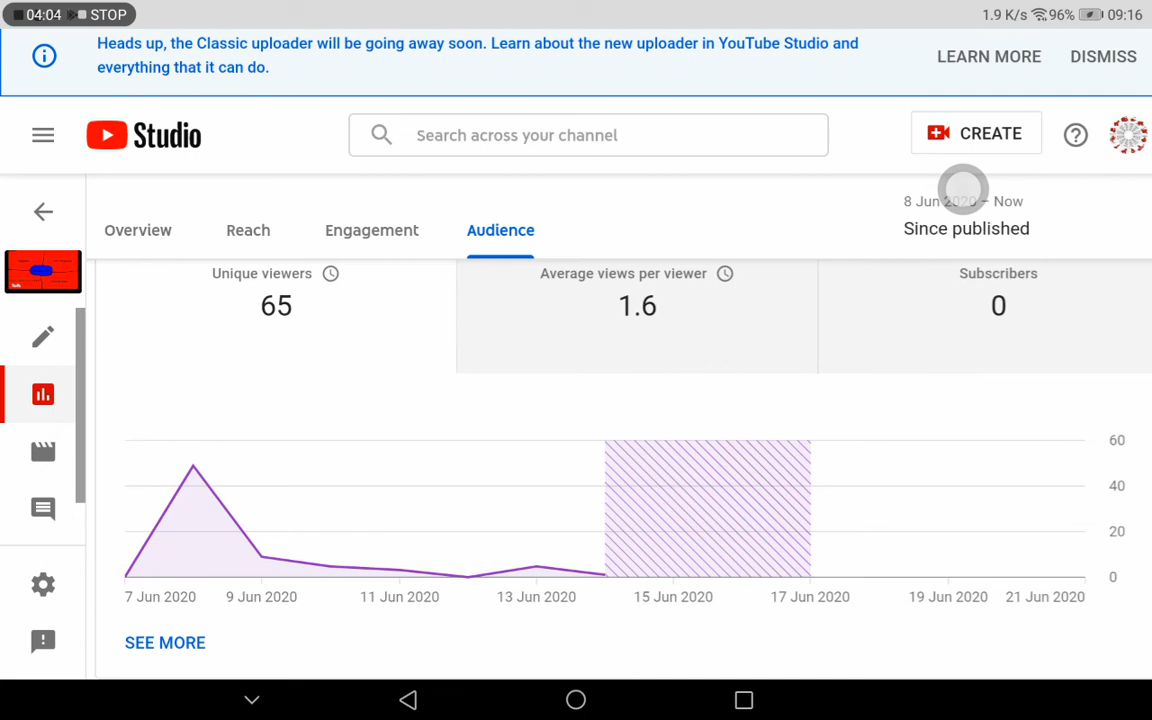 04:04 STOP
1.9 K/s 96% 09:16
Heads up, the Classic uploader will be going away soon. Learn about the new uploader in YouTube Studio and
everything that it can do.
LEARN MORE DISMISS
Studio
Search across your channel
CREATE
8 Jun 2020 – Now
Since published
Overview Reach Engagement Audience
Unique viewers
65
Average views per viewer
1.6
Subscribers
0
60
40
20
0
7 Jun 2020 9 Jun 2020 11 Jun 2020 13 Jun 2020 15 Jun 2020 17 Jun 2020 19 Jun 2020 21 Jun 2020
SEE MORE